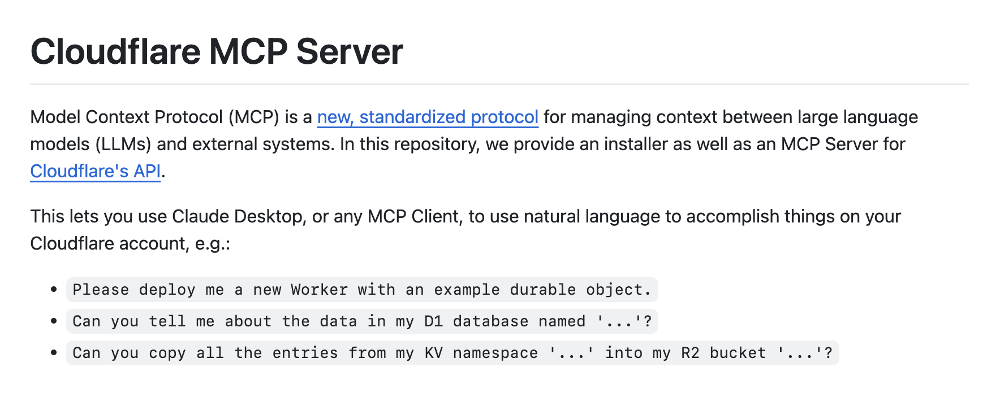 Cloudflare MCP Server
Model Context Protocol (MCP) is a new, standardized protocol for managing context between large language
models (LLMs) and external systems. In this repository, we provide an installer as well as an MCP Server for
Cloudflare's API.
This lets you use Claude Desktop, or any MCP Client, to use natural language to accomplish things on your
Cloudflare account, e.g.:
• Please deploy me a new Worker with an example durable object.
• Can you tell me about the data in my D1 database named '...'?
• Can you copy all the entries from my KV namespace '...' into my R2 bucket '...'?